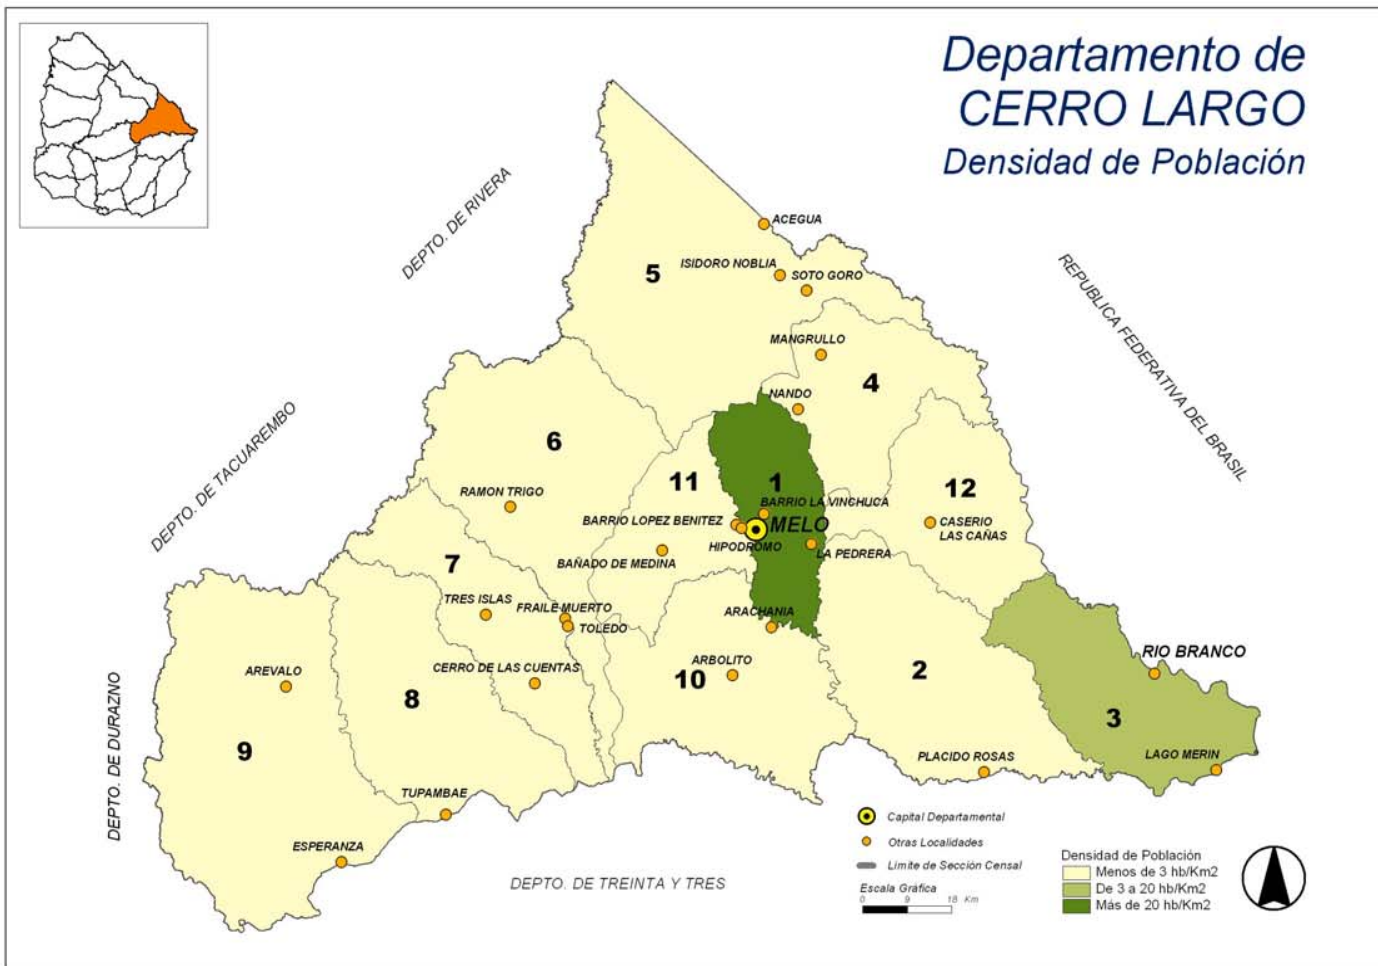 Departamento de
CERRO LARGO
Densidad de Población
DEPTO. DE RIVERA
ACEGUA
ISIDORO NOBLIA
SOTO GORO
5
REPUBLICA FEDERATIVA DEL BRASIL
MANGRULLO
4
NANDO
DEPTO. DE TACUAREMBO
6
11
1
12
RAMON TRIGO
BARRIO LA VINCHUCA
BARRIO LOPEZ BENITEZ
MELO
CASERIO
LAS CAÑAS
HIPODROMO
LA PEDRERA
BAÑADO DE MEDINA
7
TRES ISLAS
FRAILE MUERTO
TOLEDO
ARACHANIA
RIO BRANCO
CERRO DE LAS CUENTAS
ARBOLITO
AREVALO
10
2
8
3
DEPTO. DE DURAZNO
9
PLACIDO ROSAS
LAGO MERIN
TUPAMBAE
ESPERANZA
DEPTO. DE TREINTA Y TRES
Capital Departamental
Otras Localidades
Limite de Sección Censal
Escala Gráfica
0 9 18 Km
Densidad de Población
Menos de 3 hb/Km2
De 3 a 20 hb/Km2
Más de 20 hb/Km2